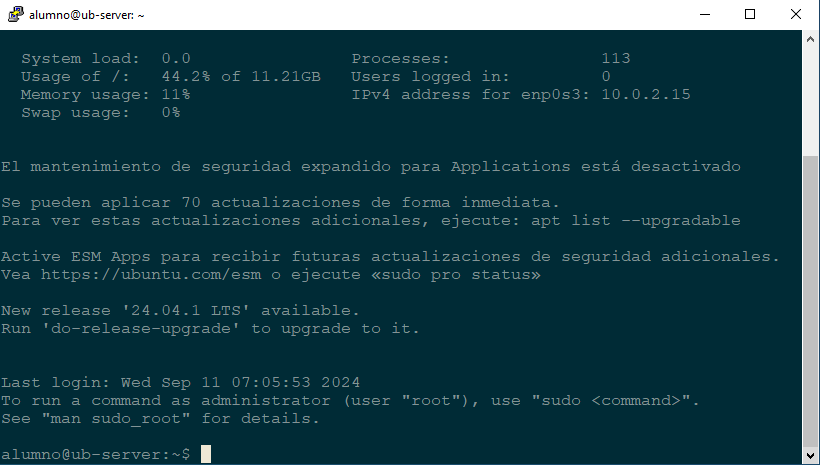 alumno@ub-server: ~
System load:  0.0                Processes:               113
Usage of /:   44.2% of 11.21GB   Users logged in:         0
Memory usage: 11%                IPv4 address for enp0s3: 10.0.2.15
Swap usage:   0%
El mantenimiento de seguridad expandido para Applications está desactivado
Se pueden aplicar 70 actualizaciones de forma inmediata.
Para ver estas actualizaciones adicionales, ejecute: apt list --upgradable
Active ESM Apps para recibir futuras actualizaciones de seguridad adicionales.
Vea https://ubuntu.com/esm o ejecute «sudo pro status»
New release '24.04.1 LTS' available.
Run 'do-release-upgrade' to upgrade to it.
Last login: Wed Sep 11 07:05:53 2024
To run a command as administrator (user "root"), use "sudo <command>".
See "man sudo_root" for details.
alumno@ub-server:~$